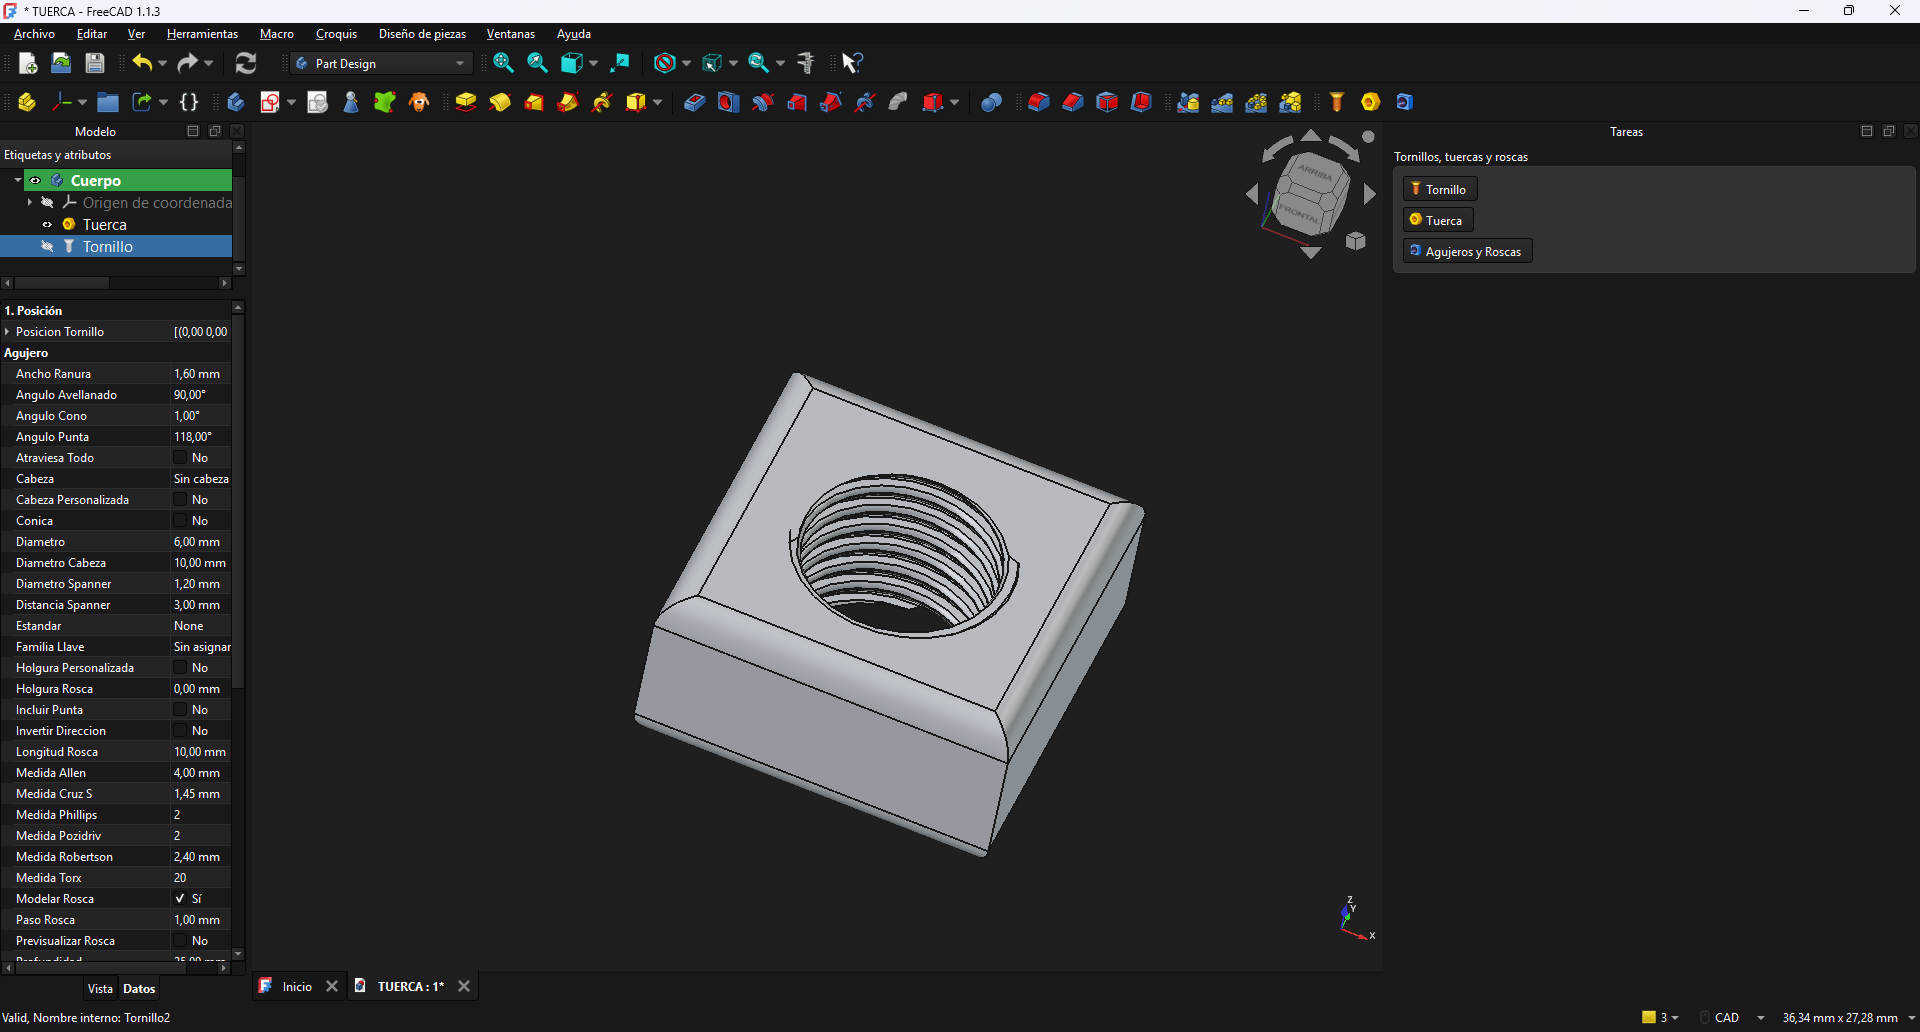 * TUERCA - FreeCAD 1.1.3
Archivo Editar Ver Herramientas Macro Croquis Diseño de piezas Ventanas Ayuda
Part Design
Modelo
Etiquetas y atributos
Cuerpo
Origen de coordenada
Tuerca
Tornillo
1. Posición
Posicion Tornillo [(0,00 0,00
Agujero
Ancho Ranura 1,60 mm
Angulo Avellanado 90,00°
Angulo Cono 1,00°
Angulo Punta 118,00°
Atraviesa Todo No
Cabeza Sin cabeza
Cabeza Personalizada No
Conica No
Diametro 6,00 mm
Diametro Cabeza 10,00 mm
Diametro Spanner 1,20 mm
Distancia Spanner 3,00 mm
Estandar None
Familia Llave Sin asignar
Holgura Personalizada No
Holgura Rosca 0,00 mm
Incluir Punta No
Invertir Direccion No
Longitud Rosca 10,00 mm
Medida Allen 4,00 mm
Medida Cruz S 1,45 mm
Medida Phillips 2
Medida Pozidriv 2
Medida Robertson 2,40 mm
Medida Torx 20
Modelar Rosca Sí
Paso Rosca 1,00 mm
Previsualizar Rosca No
Vista Datos
ARRIBA
FRONTAL
Z
Y
X
Inicio
TUERCA : 1*
Tareas
Tornillos, tuercas y roscas
Tornillo
Tuerca
Agujeros y Roscas
Valid, Nombre interno: Tornillo2
3
CAD
36,34 mm x 27,28 mm